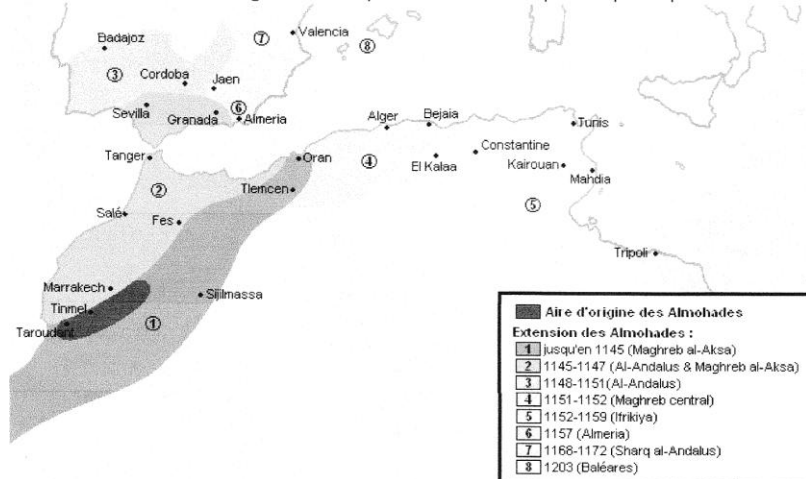 Badajoz
⑦
Valencia
⑧
③
Cordoba
Jaen
Sevilla
Granada
⑥
Almeria
Alger
Bejaia
Tunis
Tanger
Oran
④
El Kalaa
Constantine
Kairouan
Mahdia
②
Tlemcen
Salé
Fes
⑤
Tripoli
Marrakech
Sijilmassa
Tinmel
Taroudant
①
Aire d'origine des Almohades
Extension des Almohades :
1 jusqu'en 1145 (Maghreb al-Aksa)
2 1145-1147 (Al-Andalus & Maghreb al-Aksa)
3 1148-1151(Al-Andalus)
4 1151-1152 (Maghreb central)
5 1152-1159 (Ifrikiya)
6 1157 (Almeria)
7 1168-1172 (Sharq al-Andalus)
8 1203 (Baléares)